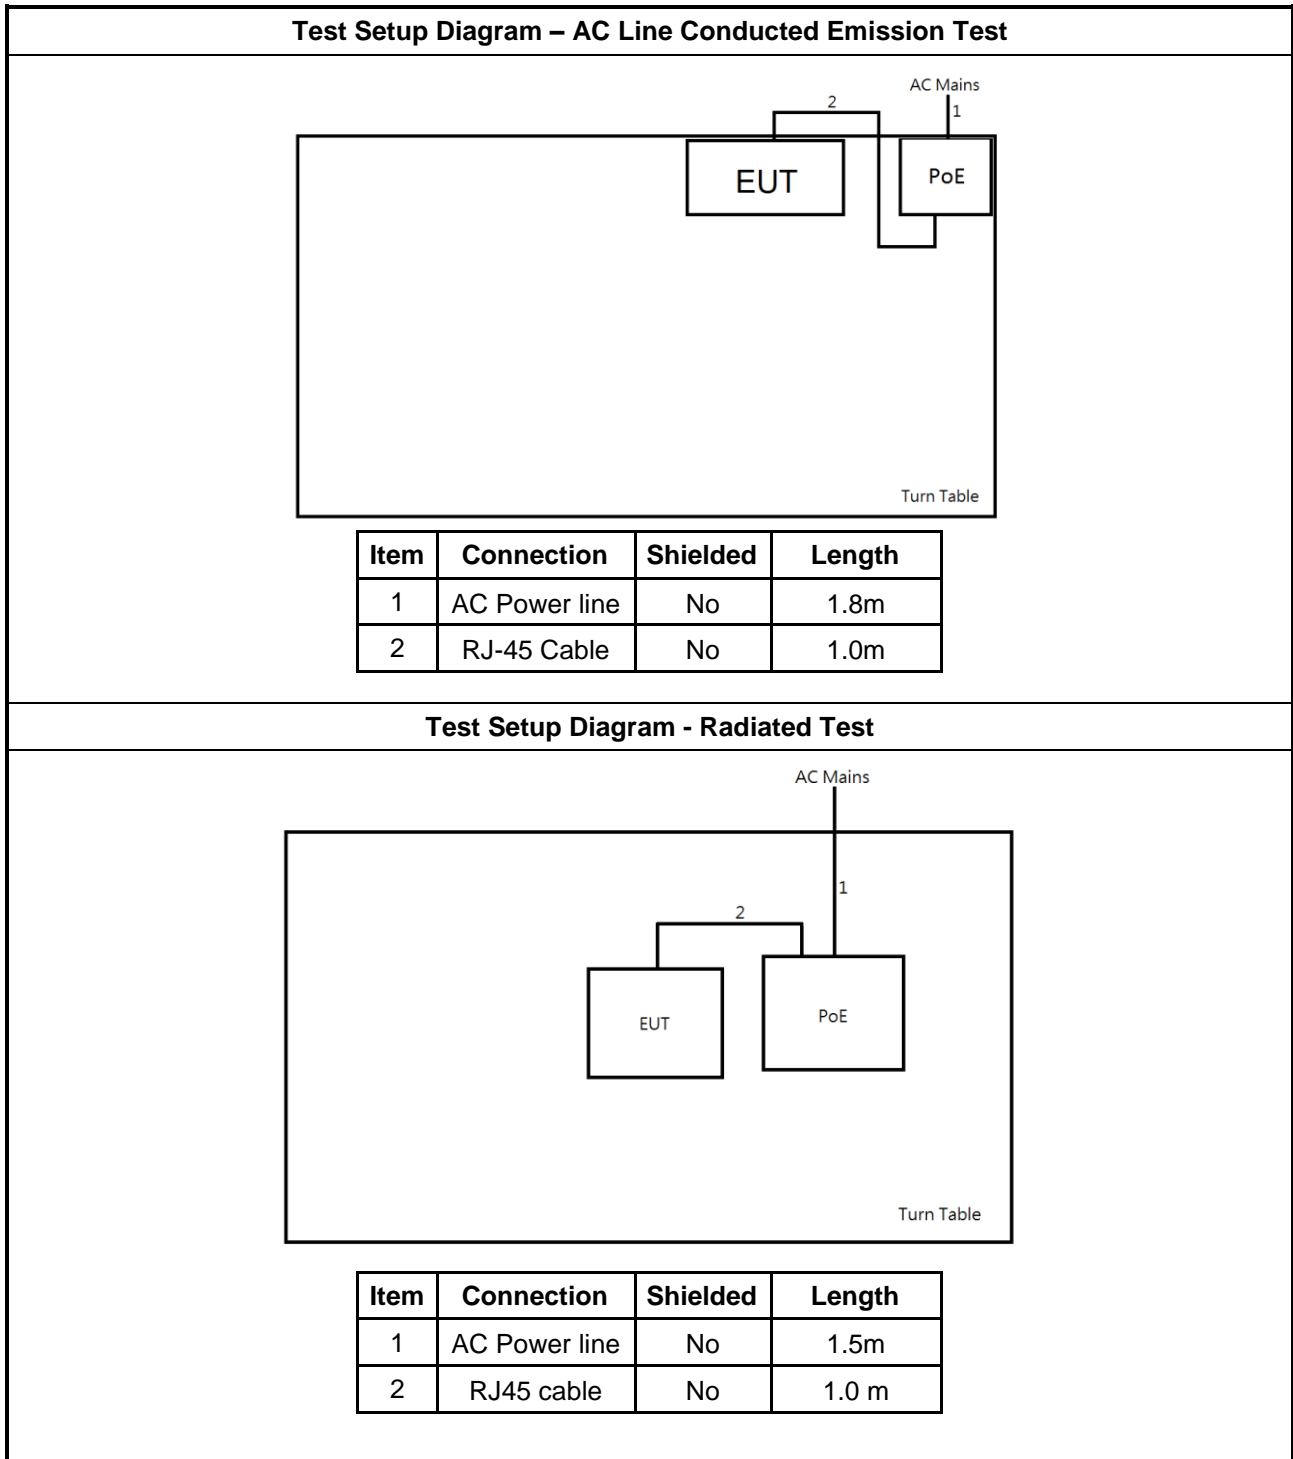 Test Setup Diagram – AC Line Conducted Emission Test
AC Mains
2
1
EUT
PoE
Turn Table
Item Connection Shielded Length
1 AC Power line No 1.8m
2 RJ-45 Cable No 1.0m
Test Setup Diagram - Radiated Test
AC Mains
1
2
EUT
PoE
Turn Table
Item Connection Shielded Length
1 AC Power line No 1.5m
2 RJ45 cable No 1.0 m